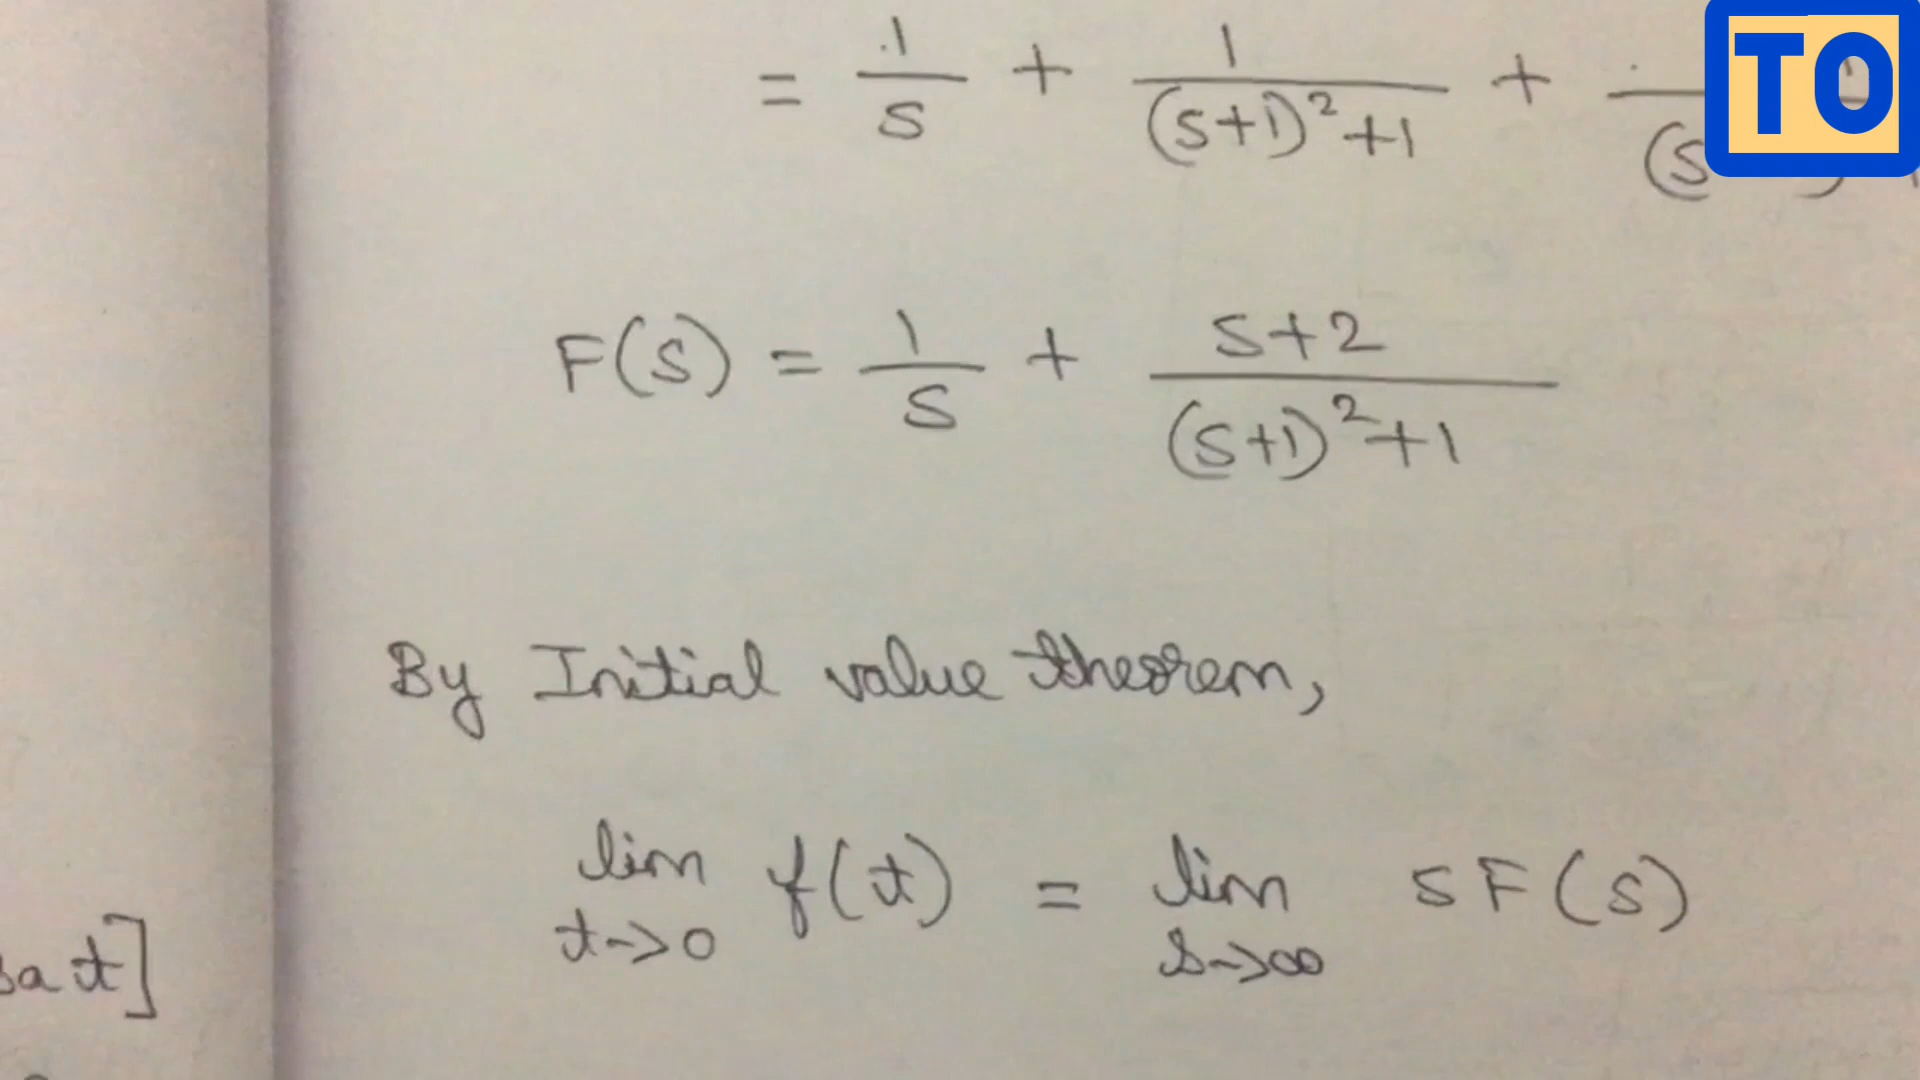 = 1/s + 1/((s+1)²+1) +
TO
F(s) = 1/s + (s+2)/((s+1)²+1)
By Initial value theorem,
lim t->0 f(t) = lim s->∞ sF(s)
at]